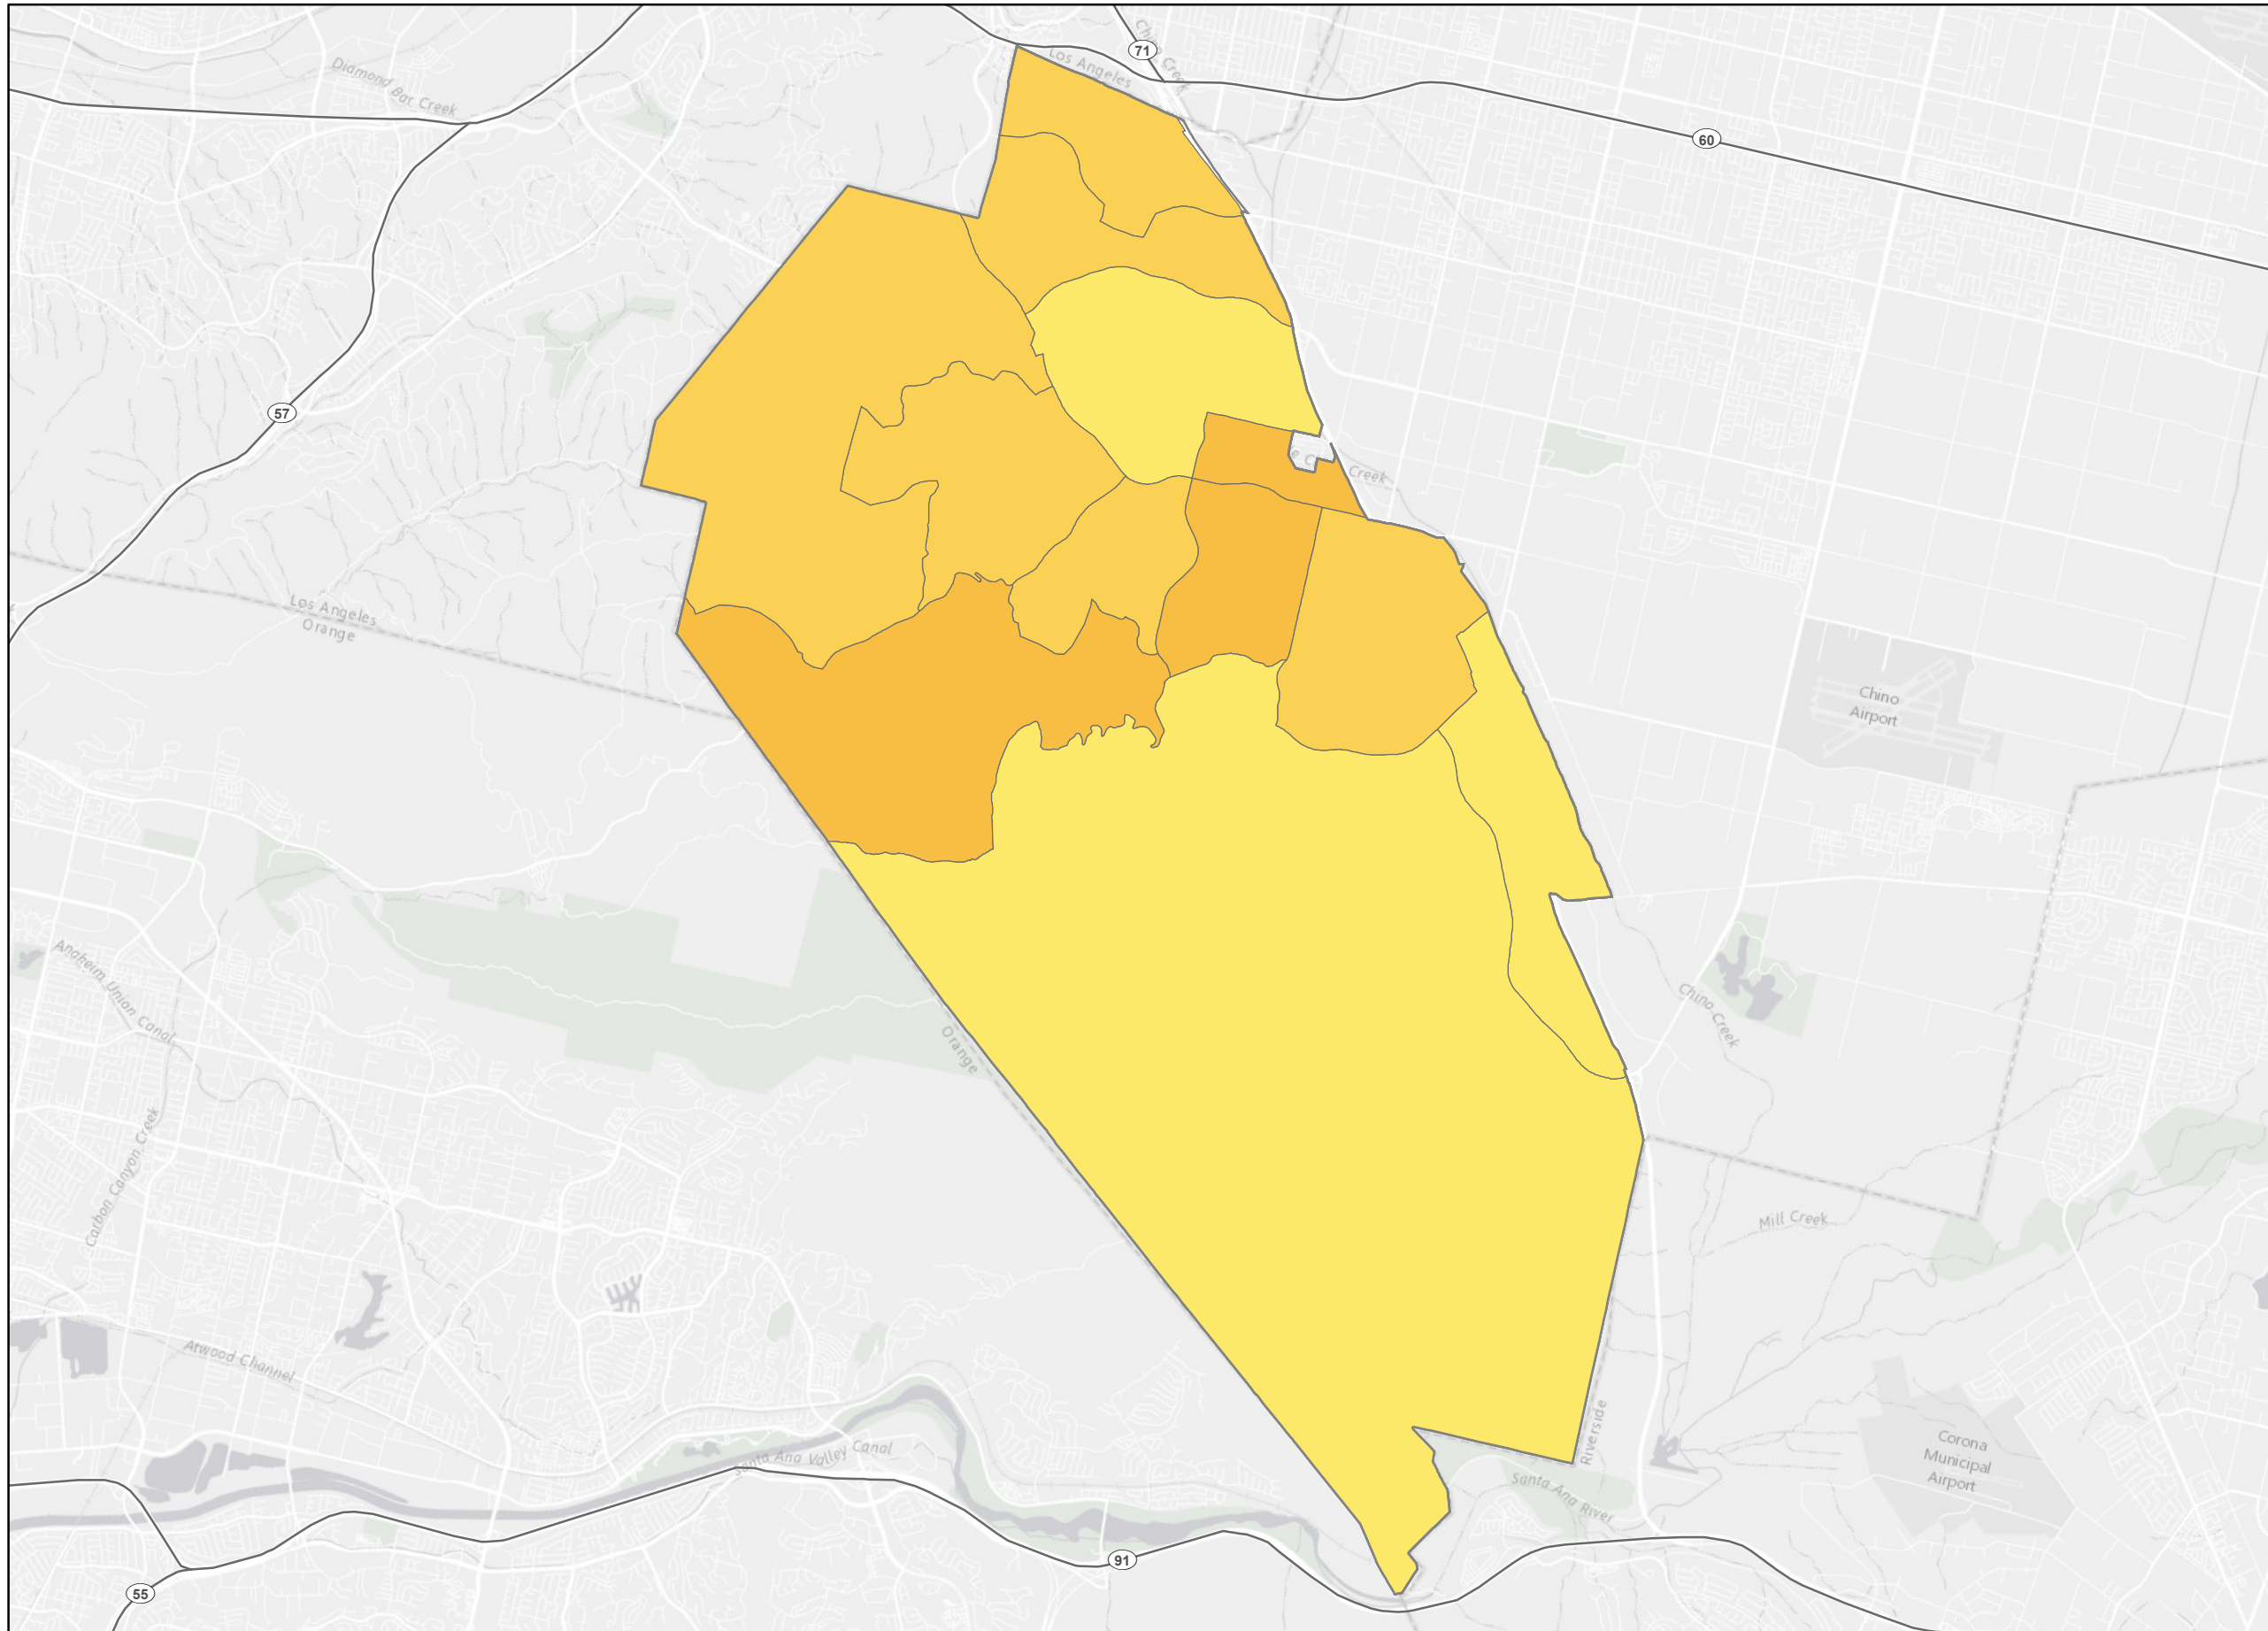 71
Chino Creek
Los Angeles
Diamond Bar Creek
60
57
Creek
Los Angeles
Orange
Chino
Airport
Anaheim Union Canal
Chino Creek
Orange
Carbon Canyon Creek
Mill Creek
Atwood Channel
Riverside
Corona
Municipal
Airport
Santa Ana Valley Canal
Santa Ana River
91
55